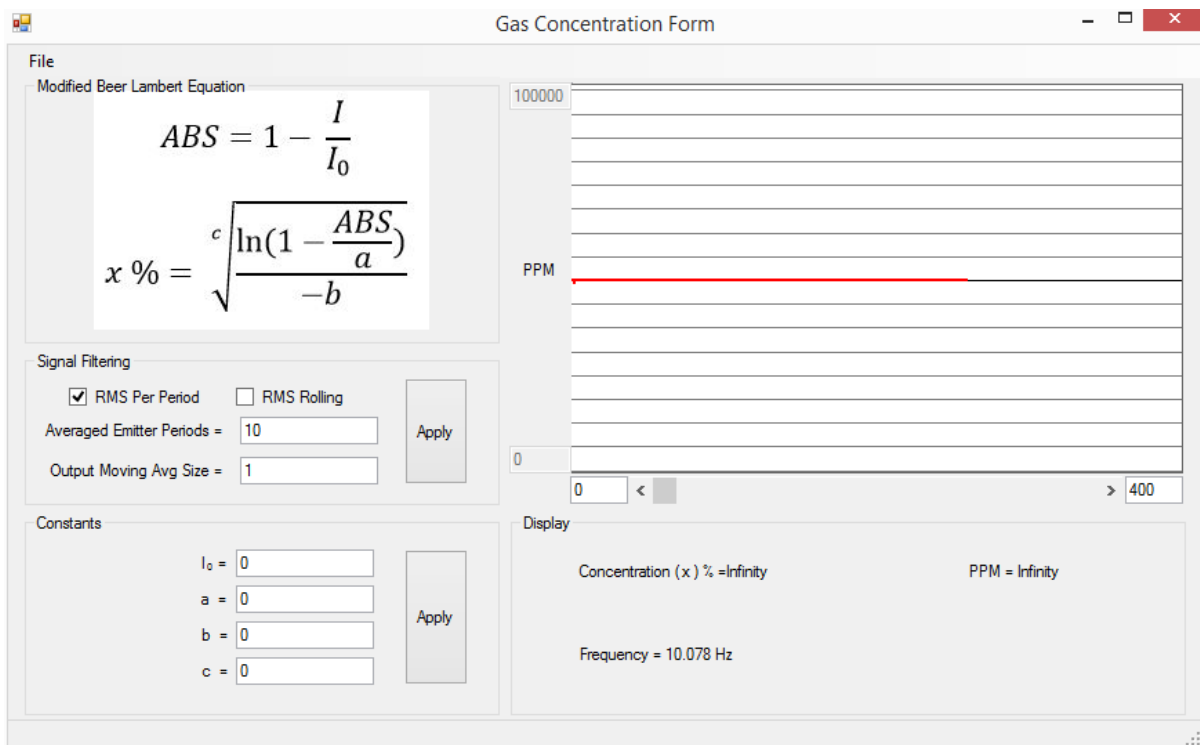 Gas Concentration Form
File
Modified Beer Lambert Equation
ABS = 1 − I/I₀
x % = ᶜ√(ln(1 − ABS/a)/−b)
Signal Filtering
RMS Per Period
RMS Rolling
Averaged Emitter Periods = 10
Output Moving Avg Size = 1
Apply
Constants
I₀ = 0
a = 0
b = 0
c = 0
Apply
100000
PPM
0
0 < > 400
Display
Concentration ( x ) % =Infinity
PPM = Infinity
Frequency = 10.078 Hz